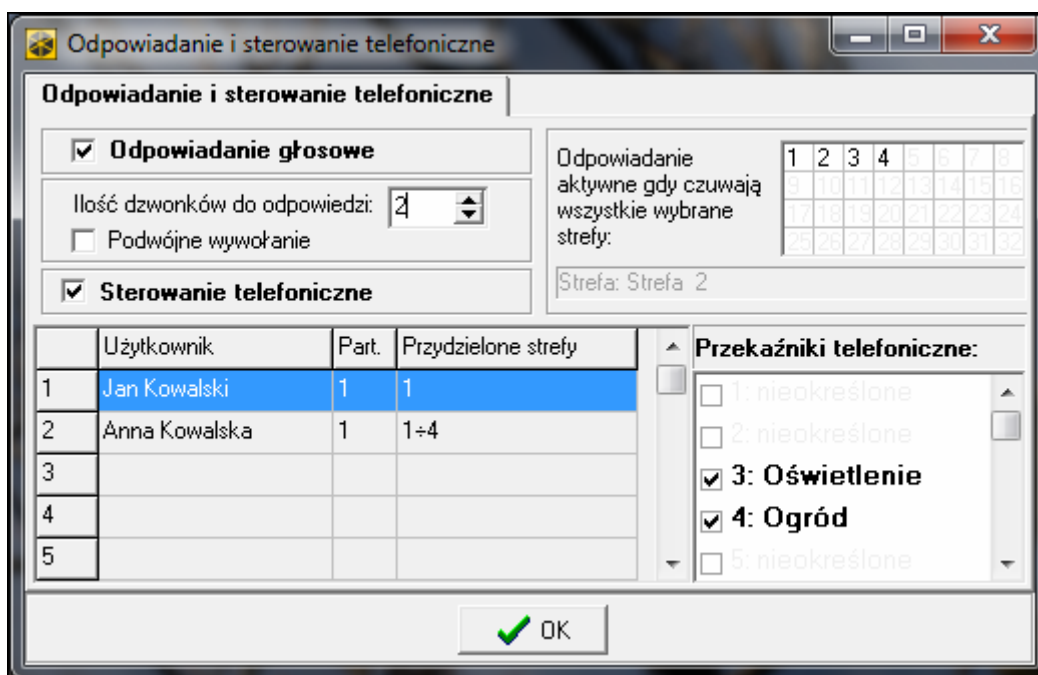 Odpowiadanie i sterowanie telefoniczne
Odpowiadanie i sterowanie telefoniczne
Odpowiadanie głosowe
Ilość dzwonków do odpowiedzi: 2
Podwójne wywołanie
Sterowanie telefoniczne
Odpowiadanie
aktywne gdy czuwają
wszystkie wybrane
strefy:
1 2 3 4 5 6 7 8
9 10 11 12 13 14 15 16
17 18 19 20 21 22 23 24
25 26 27 28 29 30 31 32
Strefa: Strefa 2
Użytkownik Part. Przydzielone strefy
1 Jan Kowalski 1 1
2 Anna Kowalska 1 1÷4
3
4
5
Przekaźniki telefoniczne:
1: nieokreślone
2: nieokreślone
3: Oświetlenie
4: Ogród
5: nieokreślone
OK